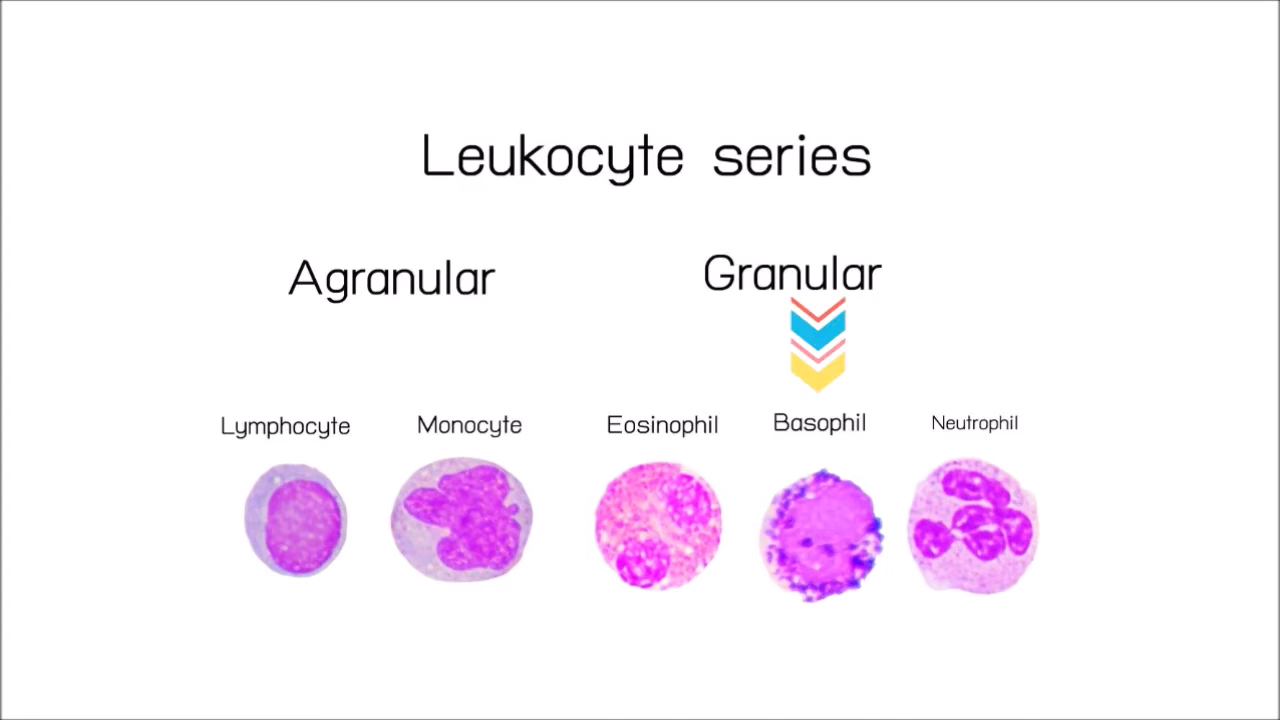 Leukocyte series
Agranular
Granular
Lymphocyte
Monocyte
Eosinophil
Basophil
Neutrophil